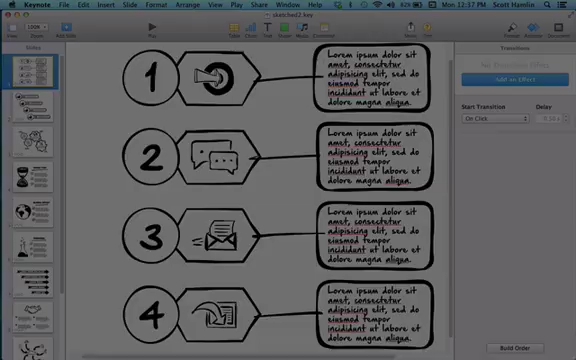 Keynote File Edit Insert Slide Format Arrange View Play Share Window Help
Mon 12:37 PM Scott Hamlin
sketched2.key
100%
Slides
Transitions
Add an Effect
Start Transition Delay
On Click
Build Order
1
Lorem ipsum dolor sit
amet, consectetur
adipisicing elit, sed do
eiusmod tempor
incididunt ut labore et
dolore magna aliqua.
2
Lorem ipsum dolor sit
amet, consectetur
adipisicing elit, sed do
eiusmod tempor
incididunt ut labore et
dolore magna aliqua.
3
Lorem ipsum dolor sit
amet, consectetur
adipisicing elit, sed do
eiusmod tempor
incididunt ut labore et
dolore magna aliqua.
4
Lorem ipsum dolor sit
amet, consectetur
adipisicing elit, sed do
eiusmod tempor
incididunt ut labore et
dolore magna aliqua.